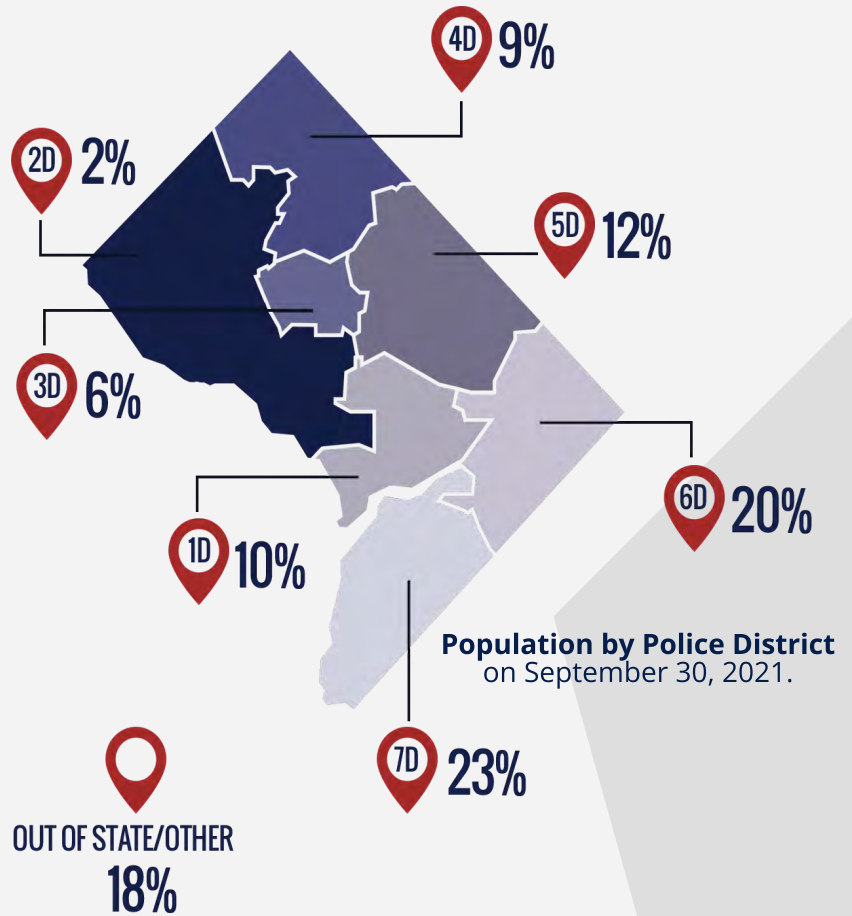 4D 9%
2D 2%
5D 12%
3D 6%
6D 20%
1D 10%
Population by Police District
on September 30, 2021.
7D 23%
OUT OF STATE/OTHER
18%